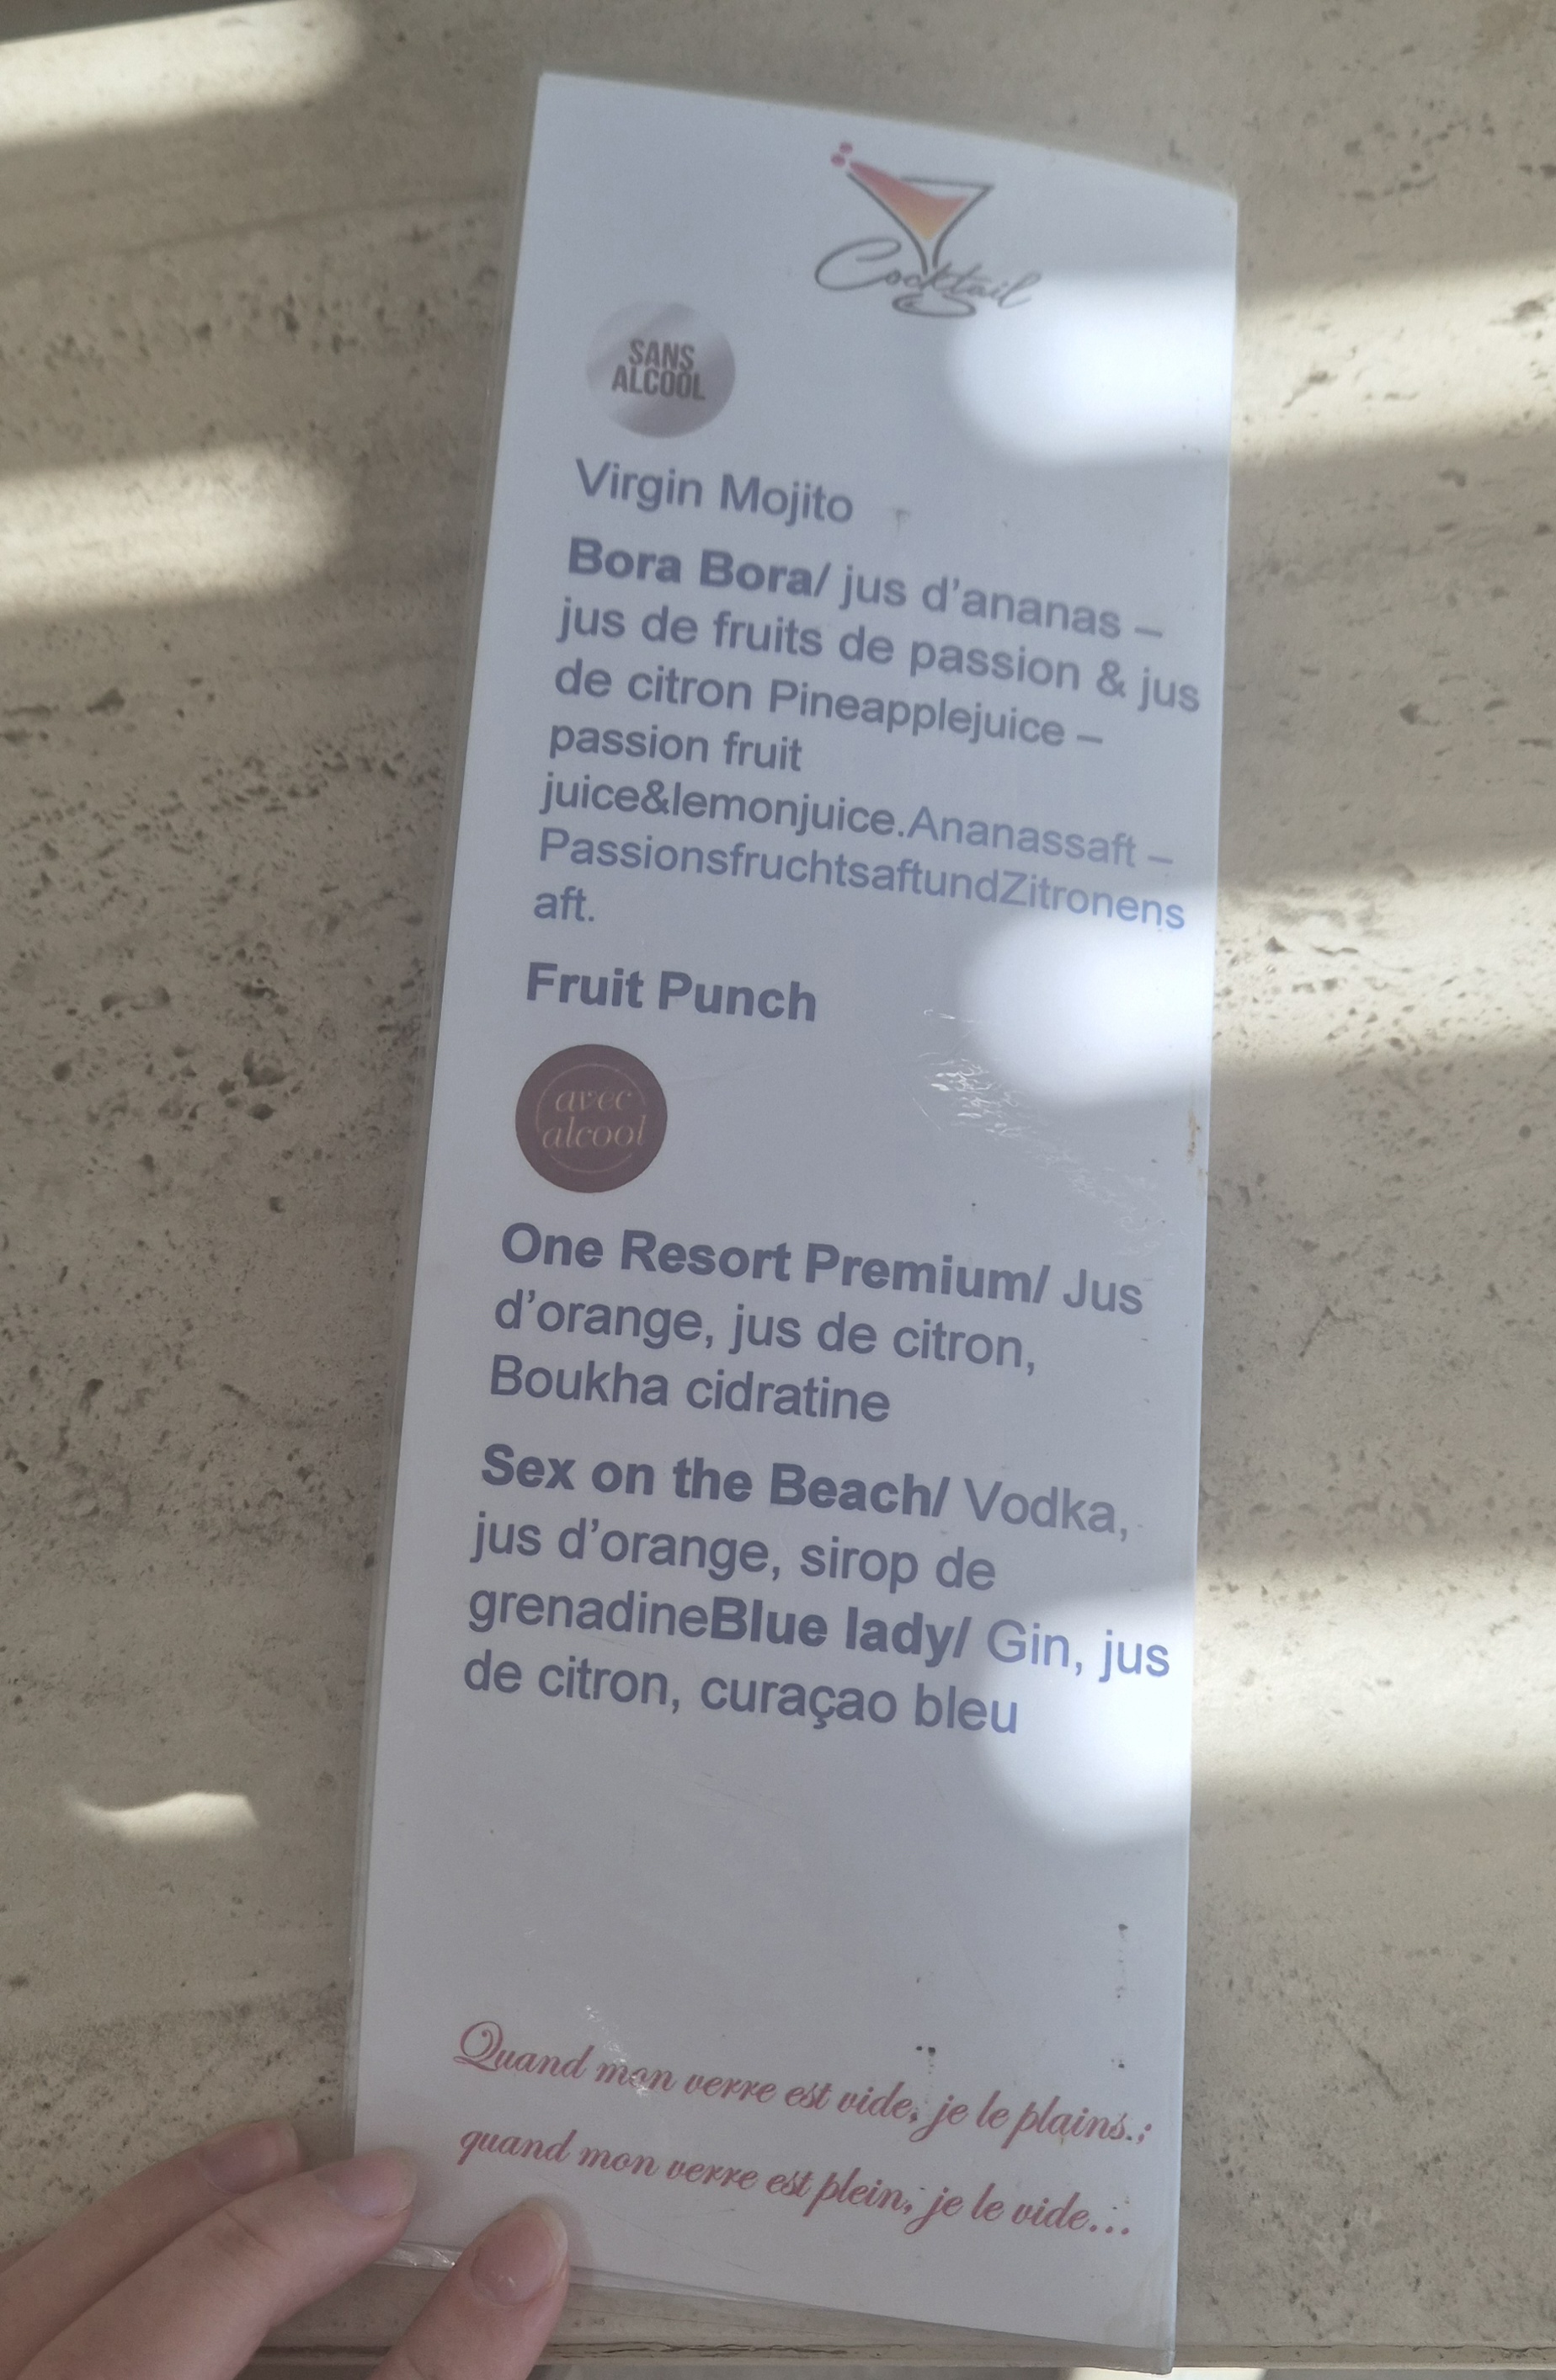 Cocktail
SANS
ALCOOL
Virgin Mojito
Bora Bora/ jus d’ananas –
jus de fruits de passion & jus
de citron Pineapplejuice –
passion fruit
juice&lemonjuice.Ananassaft –
PassionsfruchtsaftundZitronens
aft.
Fruit Punch
avec
alcool
One Resort Premium/ Jus
d’orange, jus de citron,
Boukha cidratine
Sex on the Beach/ Vodka,
jus d’orange, sirop de
grenadineBlue lady/ Gin, jus
de citron, curaçao bleu
Quand mon verre est vide, je le plains.;
quand mon verre est plein, je le vide...